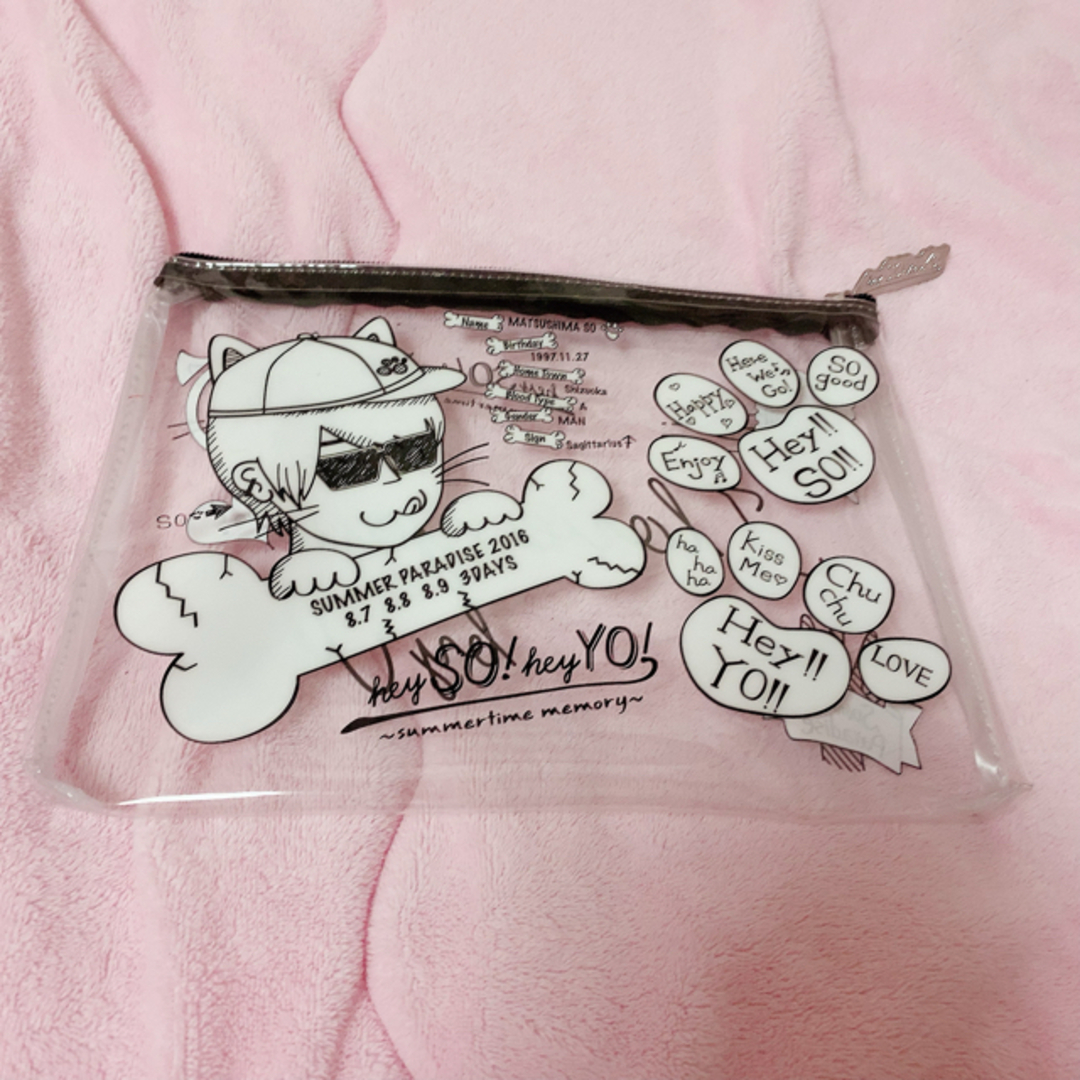 Name MATSUSHIMA SO
Birthday
1997.11.27
Home Town
Shizuoka
Blood Type
A
Gender MAN
Sign Sagittarius
SO
SUMMER PARADISE 2016
8.7 8.8 8.9 3DAYS
hey SO! hey YO!
~summertime memory~
Here
We
Go!
SO
good
Happy
Hey!!
SO!!
Enjoy
ha
ha
ha
Kiss
Me♡
Chu
Chu
Hey!!
YO!!
LOVE